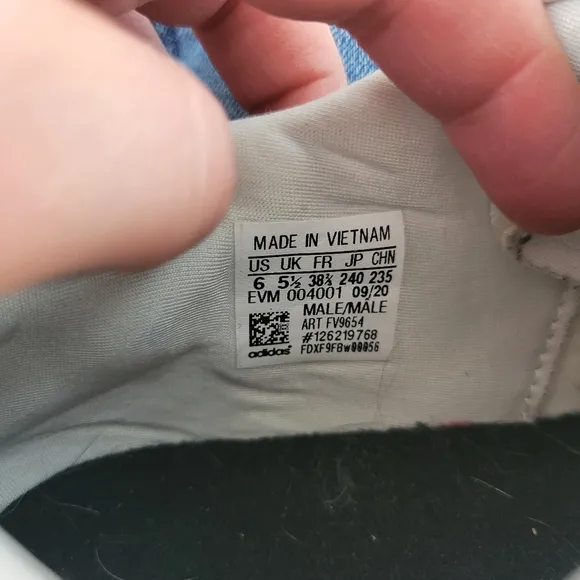 MADE IN VIETNAM
US UK FR JP CHN
6 5½ 38⅔ 240 235
EVM 004001 09/20
MALE/MALE
ART FV9654
#126219768
adidas